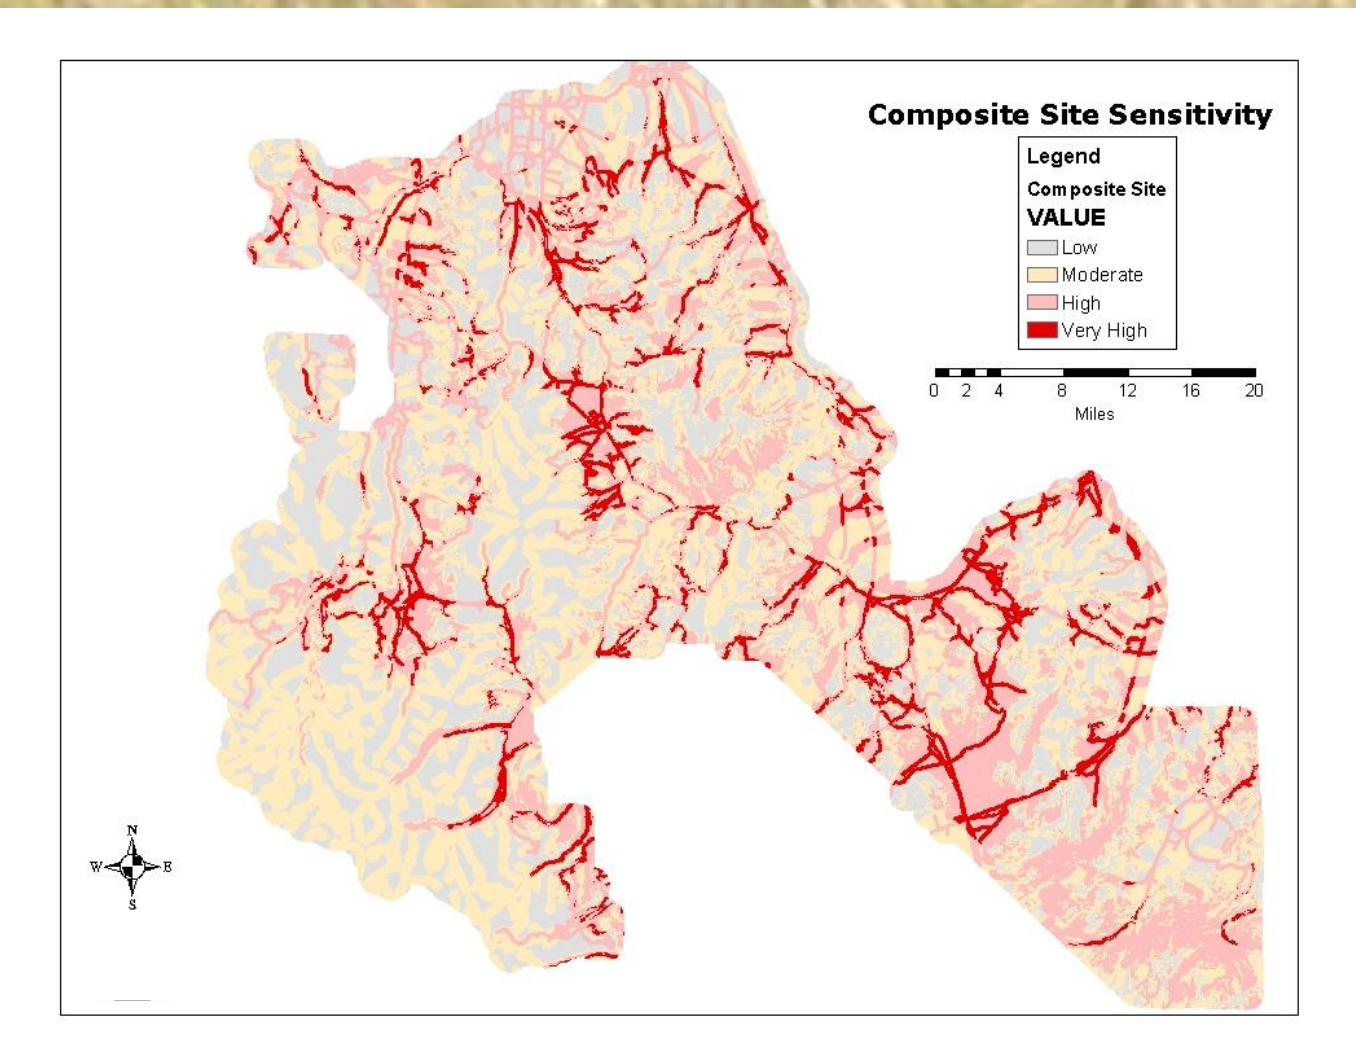 Composite Site Sensitivity
Legend
Composite Site
VALUE
Low
Moderate
High
Very High
0 2 4 8 12 16 20
Miles
N
W E
S